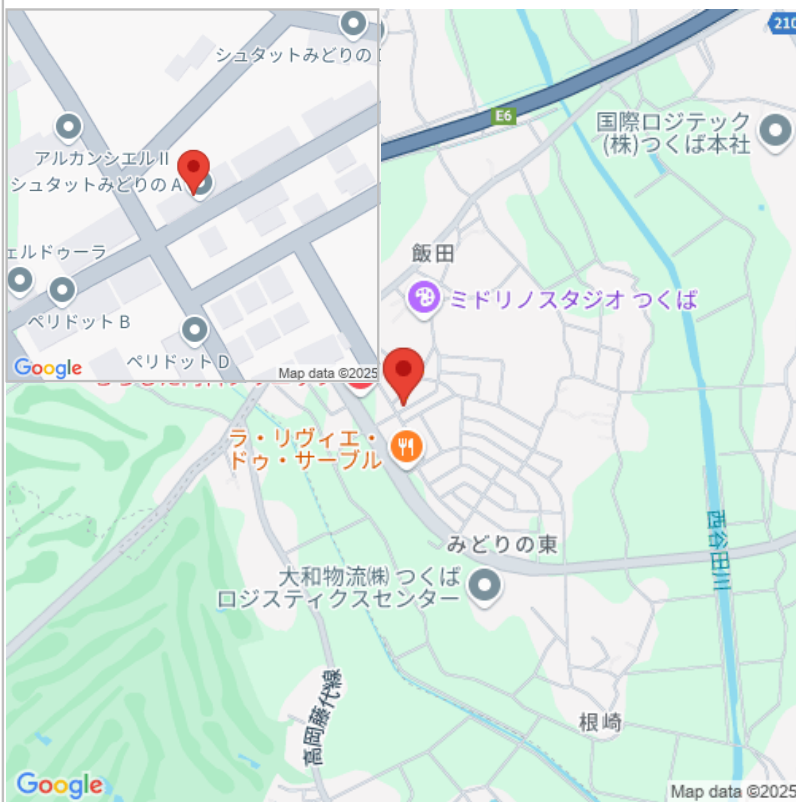 シュタットみどりの
アルカンシエルⅡ
シュタットみどりの A
ェルドゥーラ
ペリドット B
ペリドット D
Google
Map data ©2025
210
E6
国際ロジテック
(株)つくば本社
飯田
ミドリノスタジオ つくば
ラ・リヴィエ・
ドゥ・サーブル
みどりの東
大和物流㈱ つくば
ロジスティクスセンター
西谷田川
高岡藤代線
根崎
Google
Map data ©2025